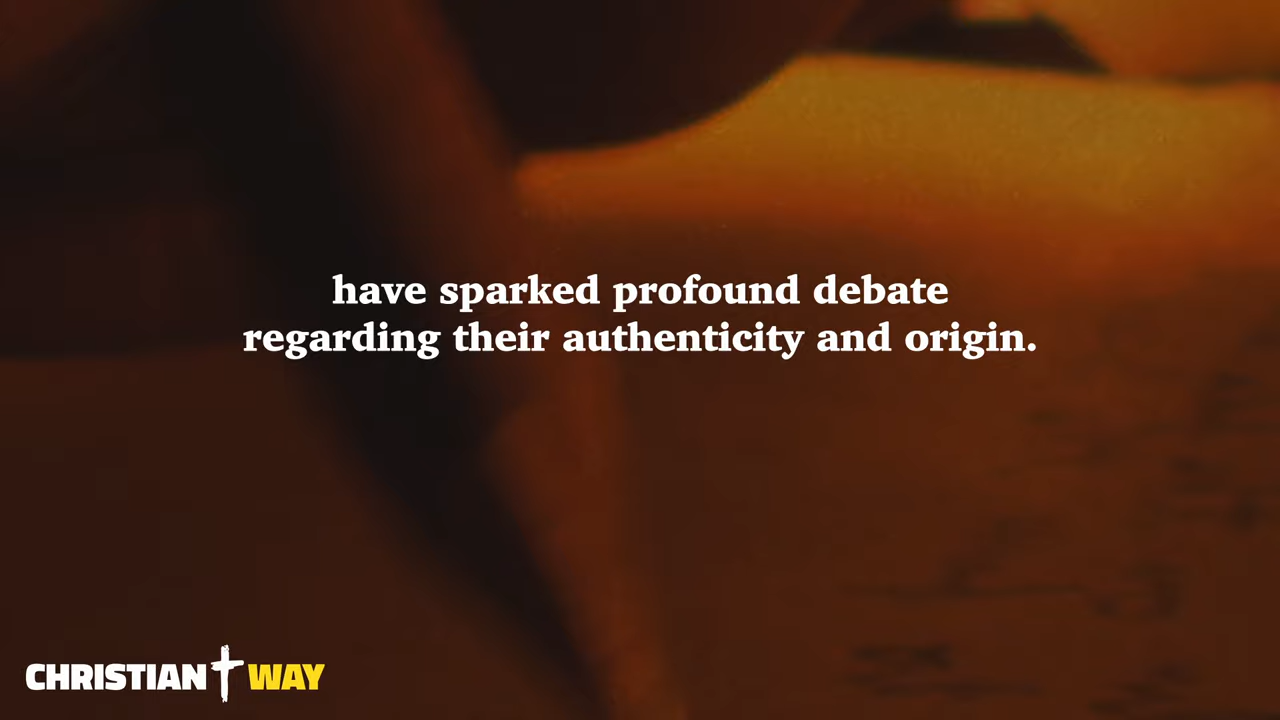 have sparked profound debate
regarding their authenticity and origin.
CHRISTIAN WAY